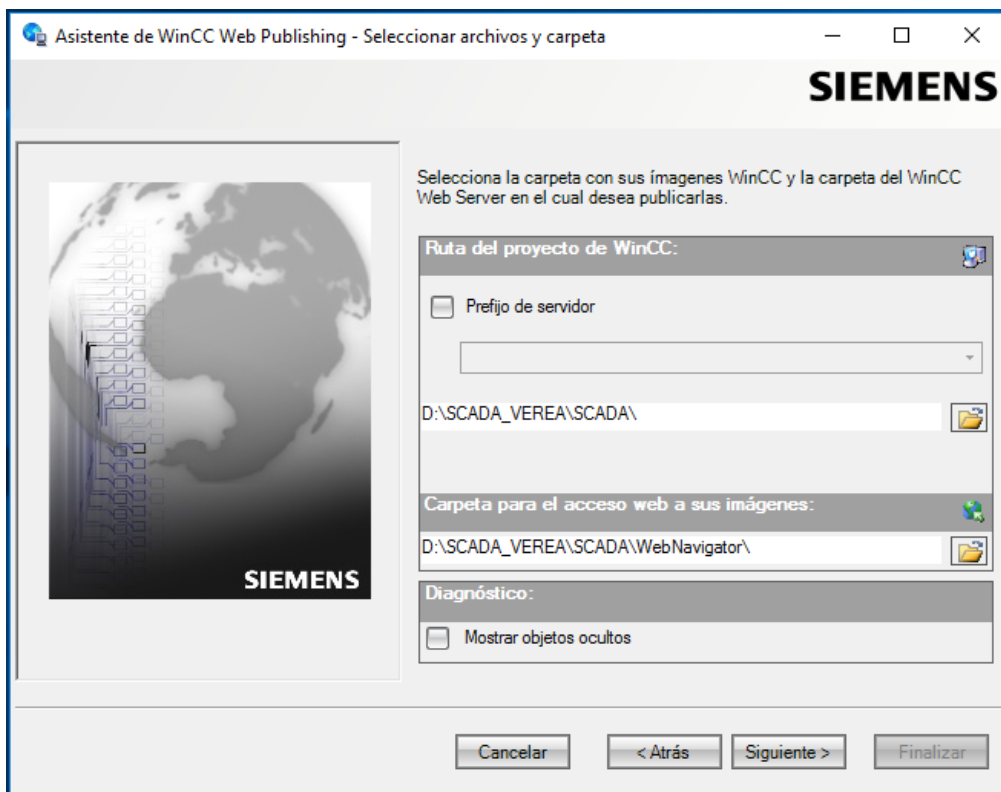 Asistente de WinCC Web Publishing - Seleccionar archivos y carpeta
SIEMENS
Selecciona la carpeta con sus ímagenes WinCC y la carpeta del WinCC
Web Server en el cual desea publicarlas.
Ruta del proyecto de WinCC:
Prefijo de servidor
D:\SCADA_VEREA\SCADA\
Carpeta para el acceso web a sus imágenes:
D:\SCADA_VEREA\SCADA\WebNavigator\
SIEMENS
Diagnóstico:
Mostrar objetos ocultos
Cancelar
< Atrás
Siguiente >
Finalizar